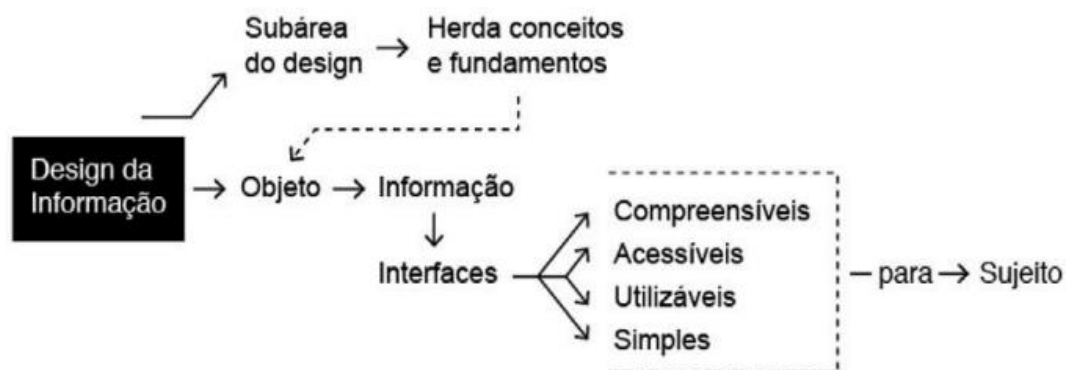 Subárea
do design
Herda conceitos
e fundamentos
Design da
Informação
Objeto
Informação
Interfaces
Compreensíveis
Acessíveis
Utilizáveis
Simples
para
Sujeito